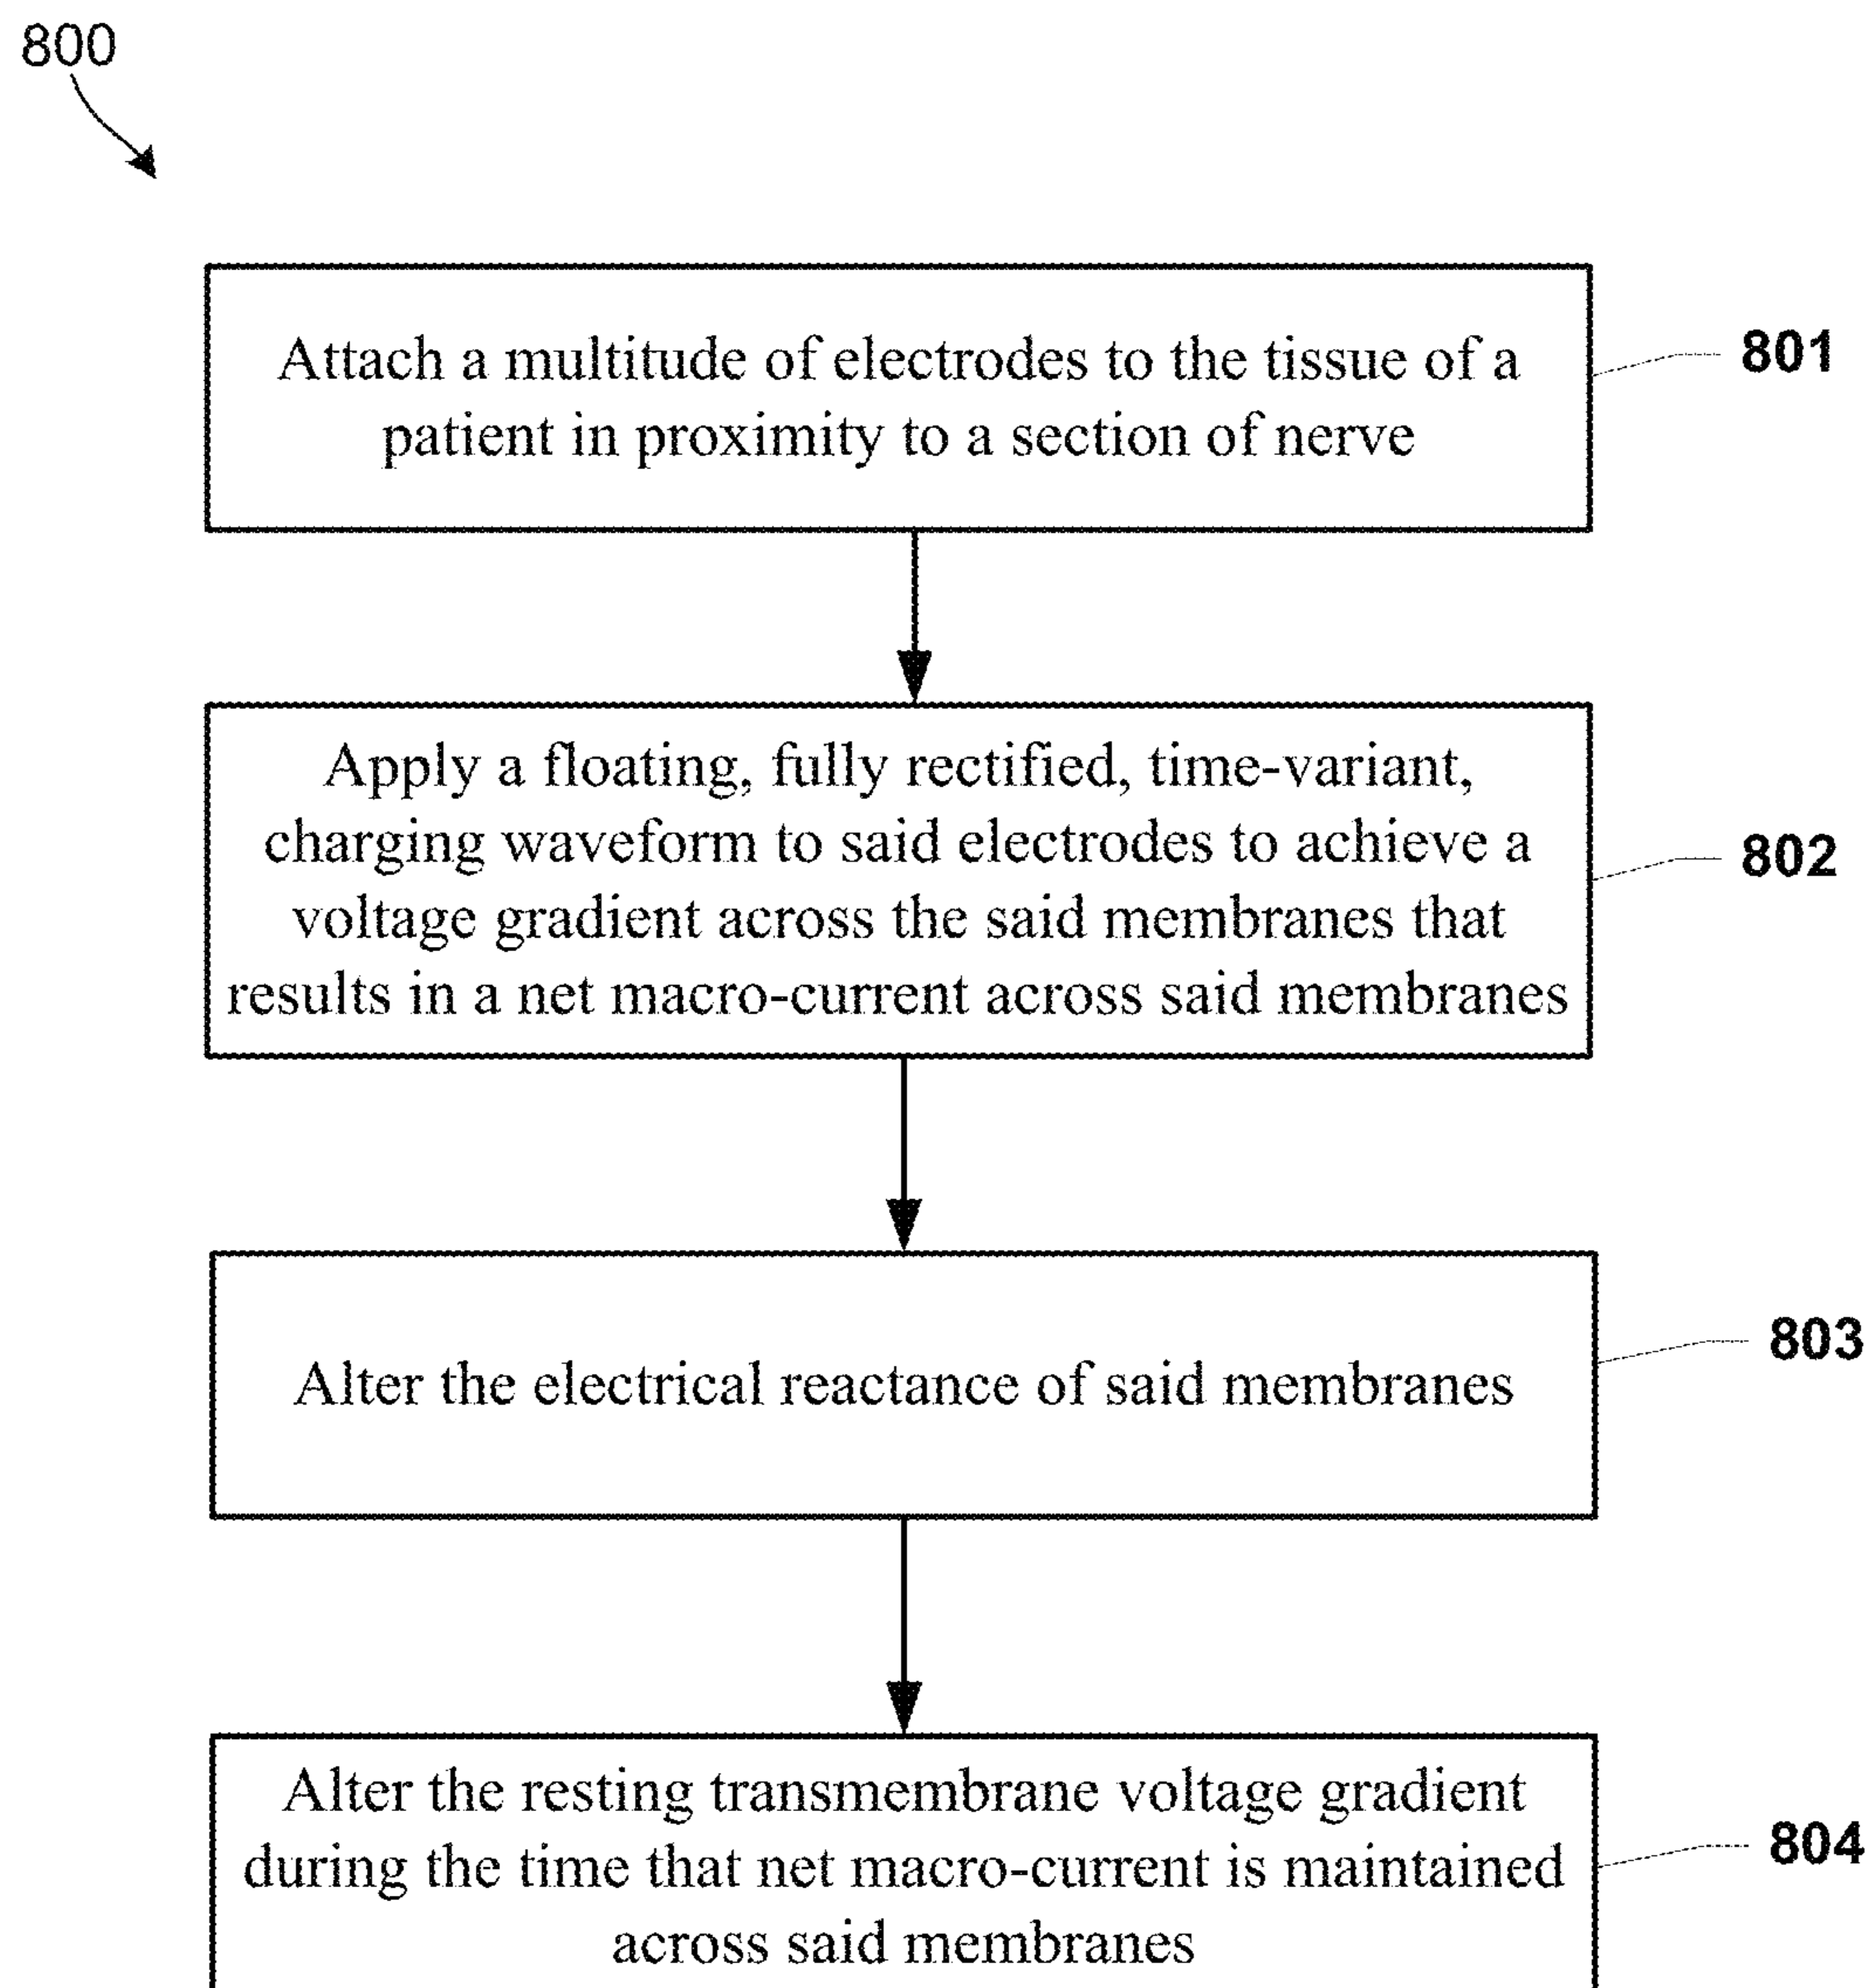 800
Attach a multitude of electrodes to the tissue of a
patient in proximity to a section of nerve
801
Apply a floating, fully rectified, time-variant,
charging waveform to said electrodes to achieve a
voltage gradient across the said membranes that
results in a net macro-current across said membranes
802
Alter the electrical reactance of said membranes
803
Alter the resting transmembrane voltage gradient
during the time that net macro-current is maintained
across said membranes
804